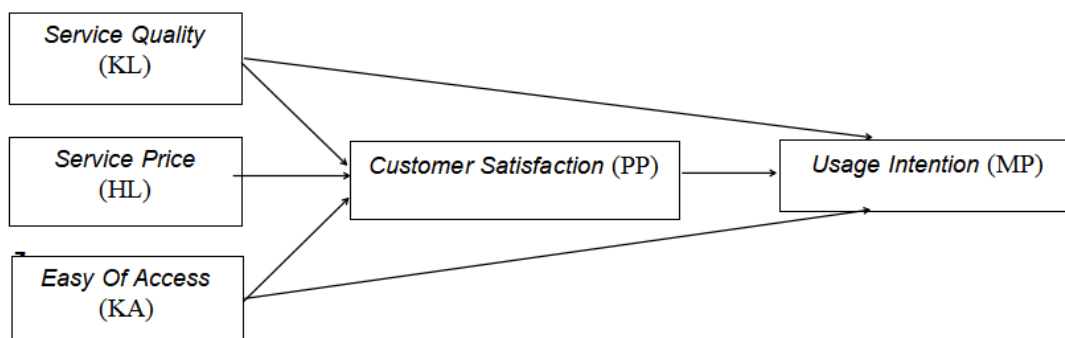 Service Quality
(KL)
Service Price
(HL)
Customer Satisfaction (PP)
Usage Intention (MP)
Easy Of Access
(KA)